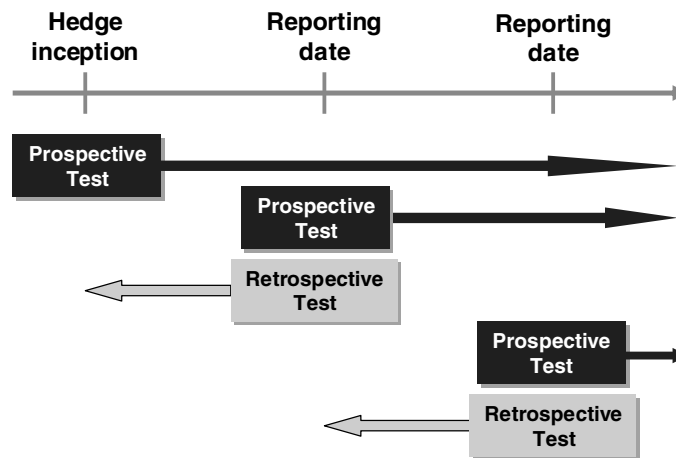 Hedge
inception
Reporting
date
Reporting
date
Prospective
Test
Prospective
Test
Retrospective
Test
Prospective
Test
Retrospective
Test